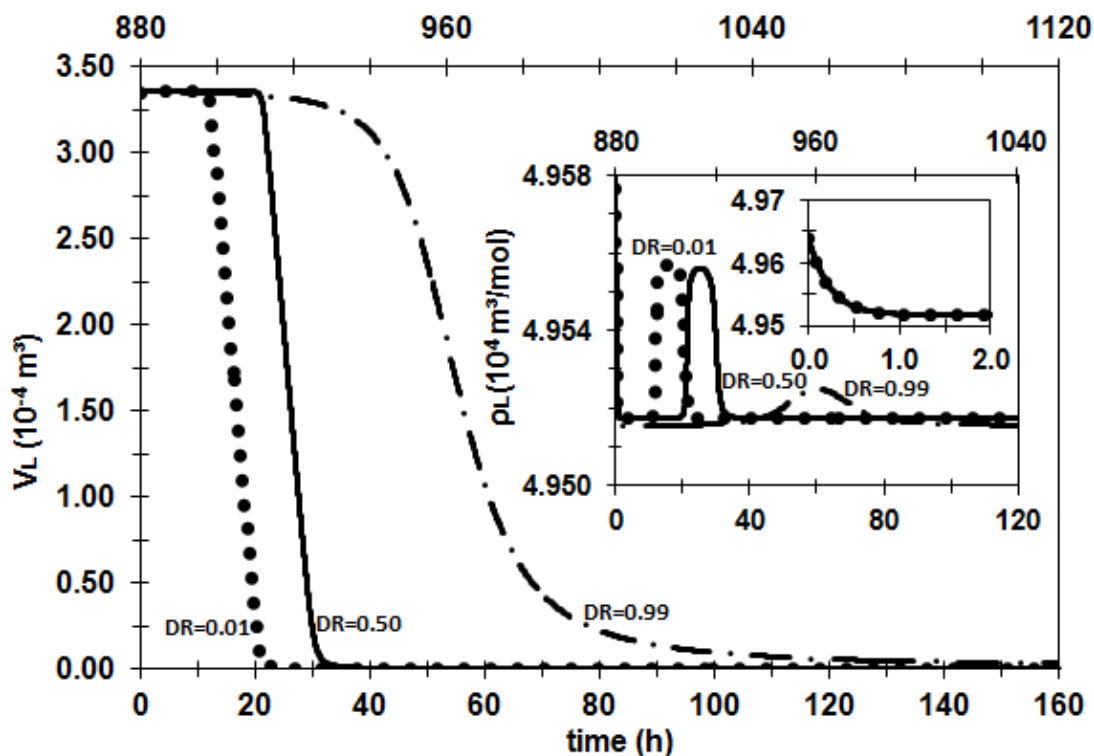 880 960 1040 1120
3.50
3.00
2.50
2.00
1.50
1.00
0.50
0.00
V_L (10⁻⁴ m³)
0 20 40 60 80 100 120 140 160
time (h)
DR=0.01
DR=0.50
DR=0.99
880 960 1040
4.958
4.954
4.950
ρ_L(10⁴ m³/mol)
0 40 80 120
DR=0.01
DR=0.50
DR=0.99
4.97
4.96
4.95
0.0 1.0 2.0